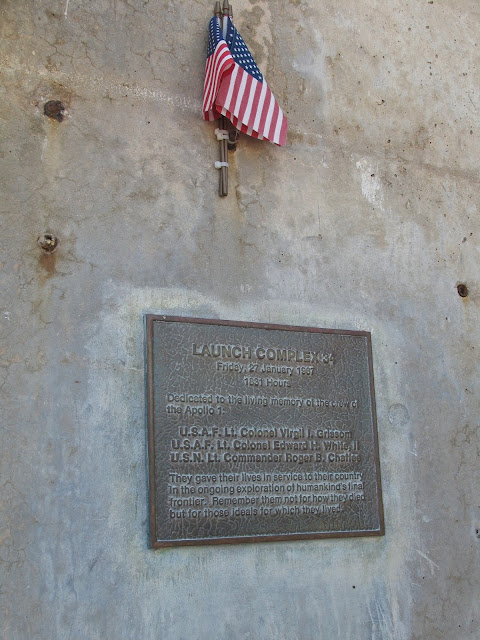 LAUNCH COMPLEX 34
Friday, 27 January 1967
1831 Hours
Dedicated to the living memory of the crew of
the Apollo 1:
U.S.A.F. Lt. Colonel Virgil I. Grissom
U.S.A.F. Lt. Colonel Edward H. White, II
U.S.N. Lt. Commander Roger B. Chaffee
They gave their lives in service to their country
in the ongoing exploration of humankind's final
frontier. Remember them not for how they died
but for those ideals for which they lived.